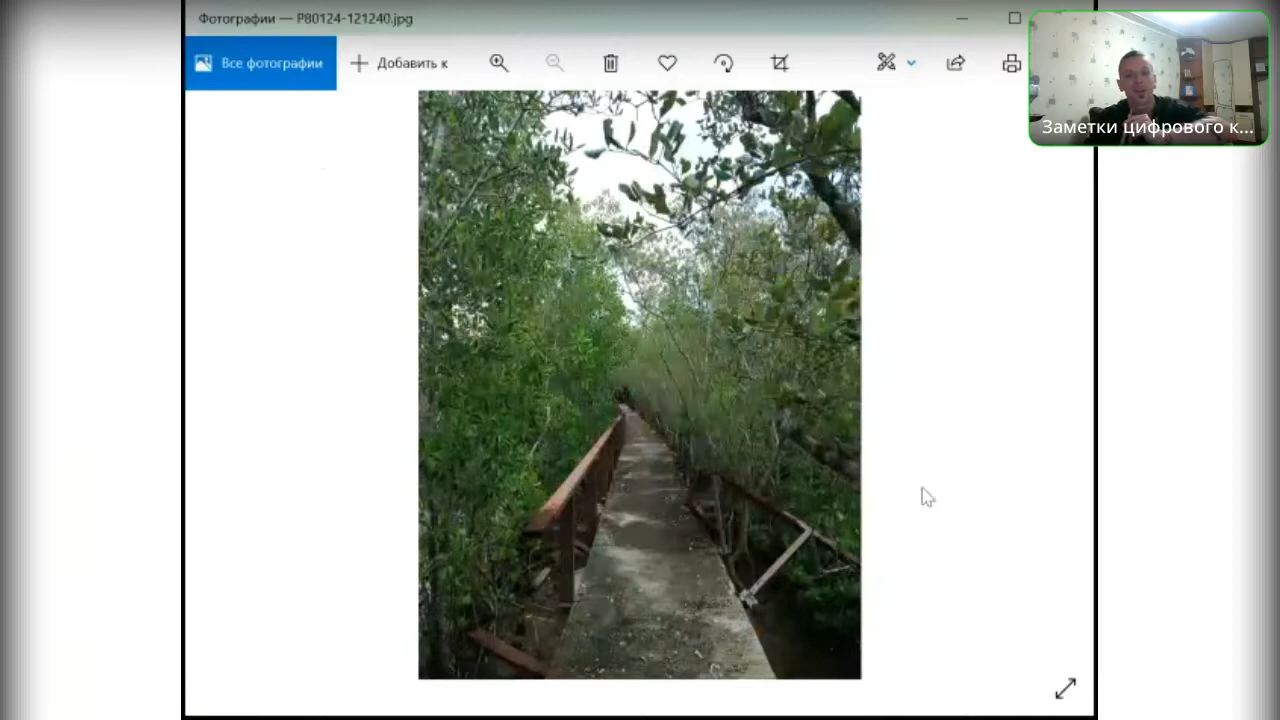 Фотографии — P80124-121240.jpg
Все фотографии
Добавить к
Заметки цифрового к...